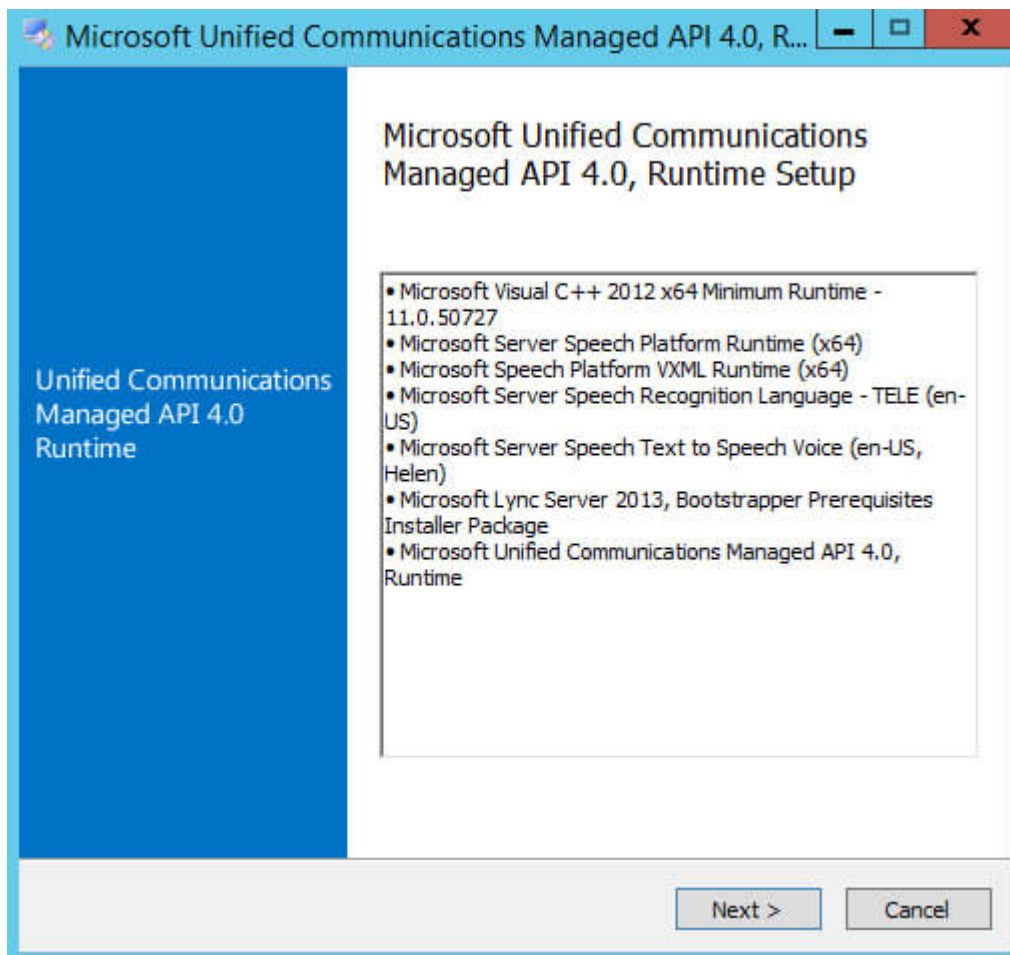 Microsoft Unified Communications Managed API 4.0, R...
Microsoft Unified Communications
Managed API 4.0, Runtime Setup
Unified Communications
Managed API 4.0
Runtime
• Microsoft Visual C++ 2012 x64 Minimum Runtime -
11.0.50727
• Microsoft Server Speech Platform Runtime (x64)
• Microsoft Speech Platform VXML Runtime (x64)
• Microsoft Server Speech Recognition Language - TELE (en-
US)
• Microsoft Server Speech Text to Speech Voice (en-US,
Helen)
• Microsoft Lync Server 2013, Bootstrapper Prerequisites
Installer Package
• Microsoft Unified Communications Managed API 4.0,
Runtime
Next >
Cancel